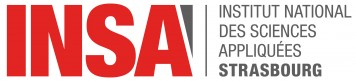 INSA
INSTITUT NATIONAL
DES SCIENCES
APPLIQUÉES
STRASBOURG